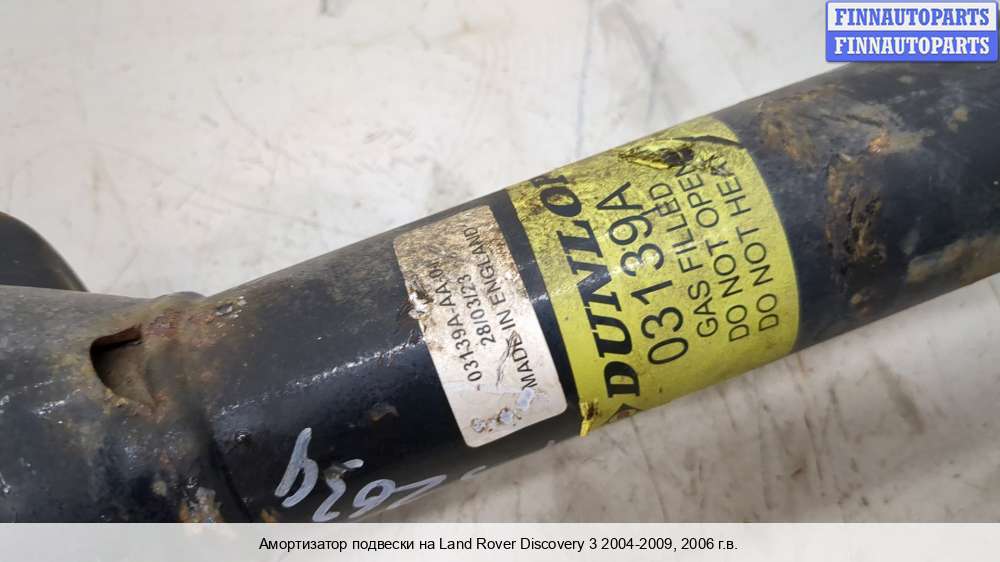 FINNAUTOPARTS
FINNAUTOPARTS
-03139A-AAA0
28/03/23
MADE IN ENGLAND
DUNLOP
03139A
GAS FILLED
DO NOT OPEN
DO NOT HEAT
Амортизатор подвески на Land Rover Discovery 3 2004-2009, 2006 г.в.